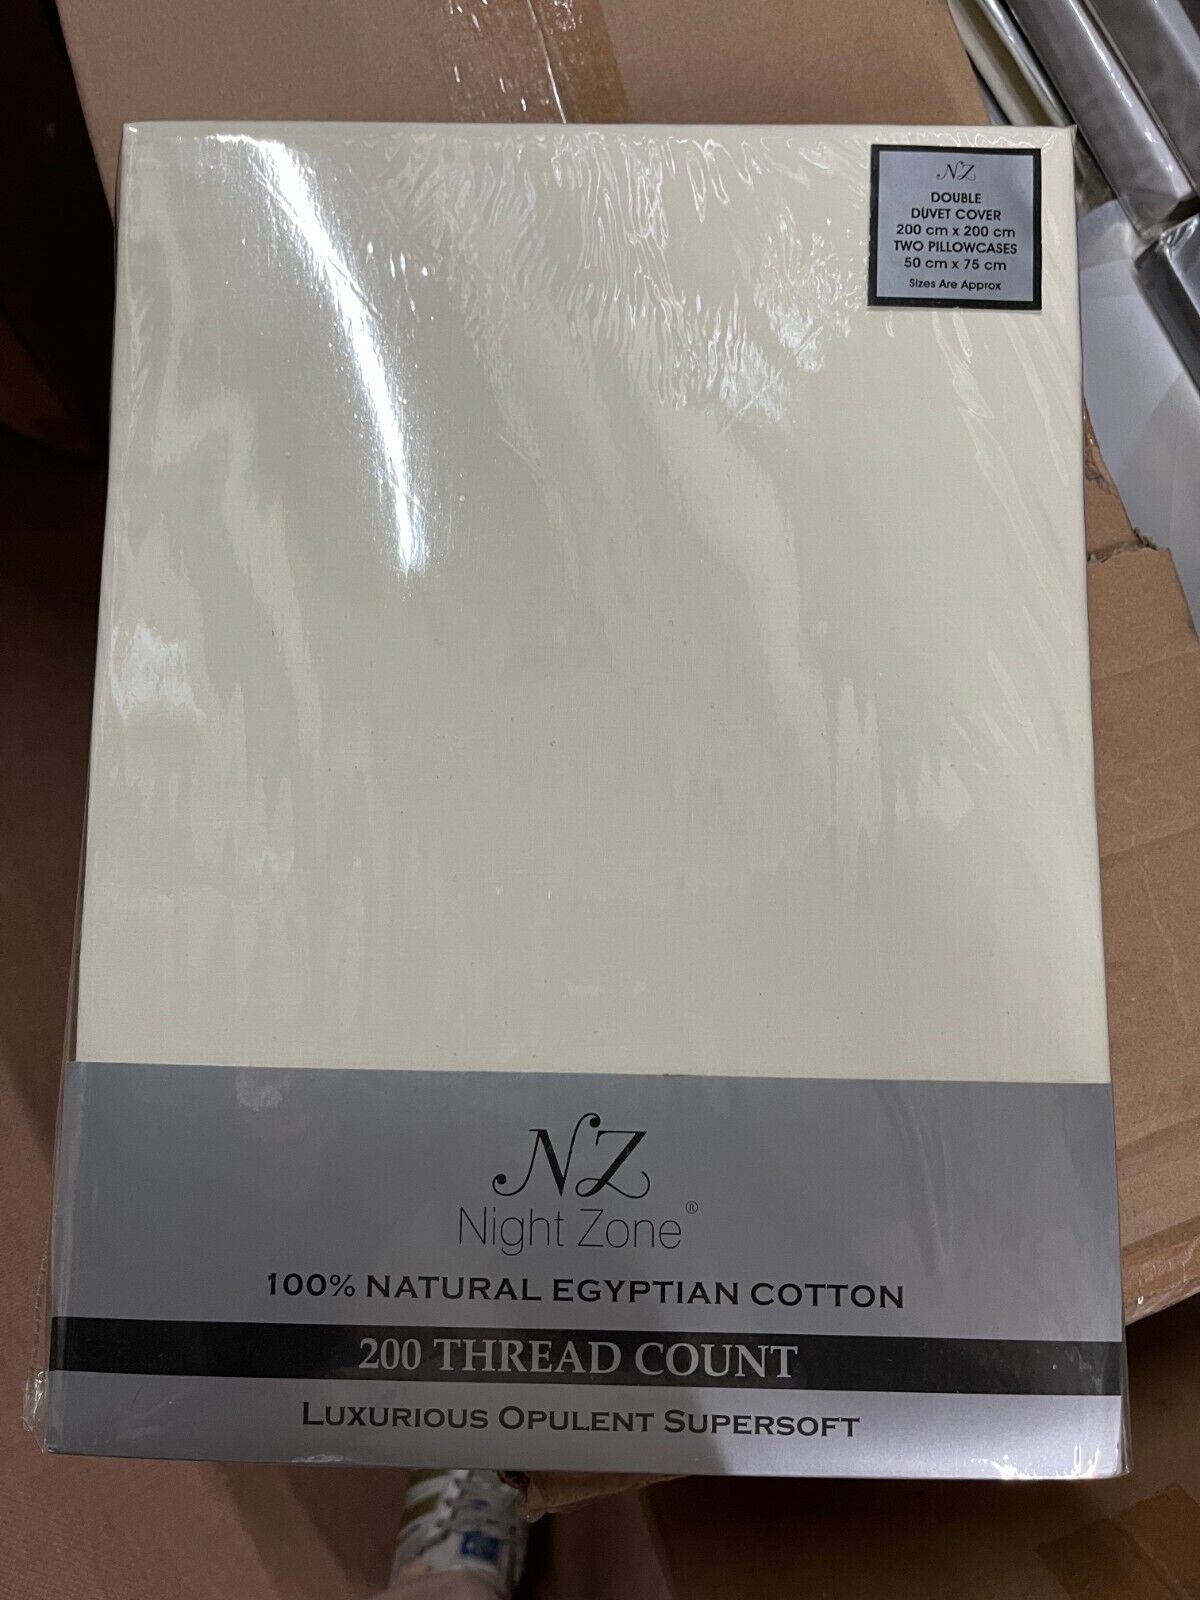 NZ
DOUBLE
DUVET COVER
200 cm x 200 cm
TWO PILLOWCASES
50 cm x 75 cm
Sizes Are Approx
NZ
Night Zone®
100% NATURAL EGYPTIAN COTTON
200 THREAD COUNT
LUXURIOUS OPULENT SUPERSOFT